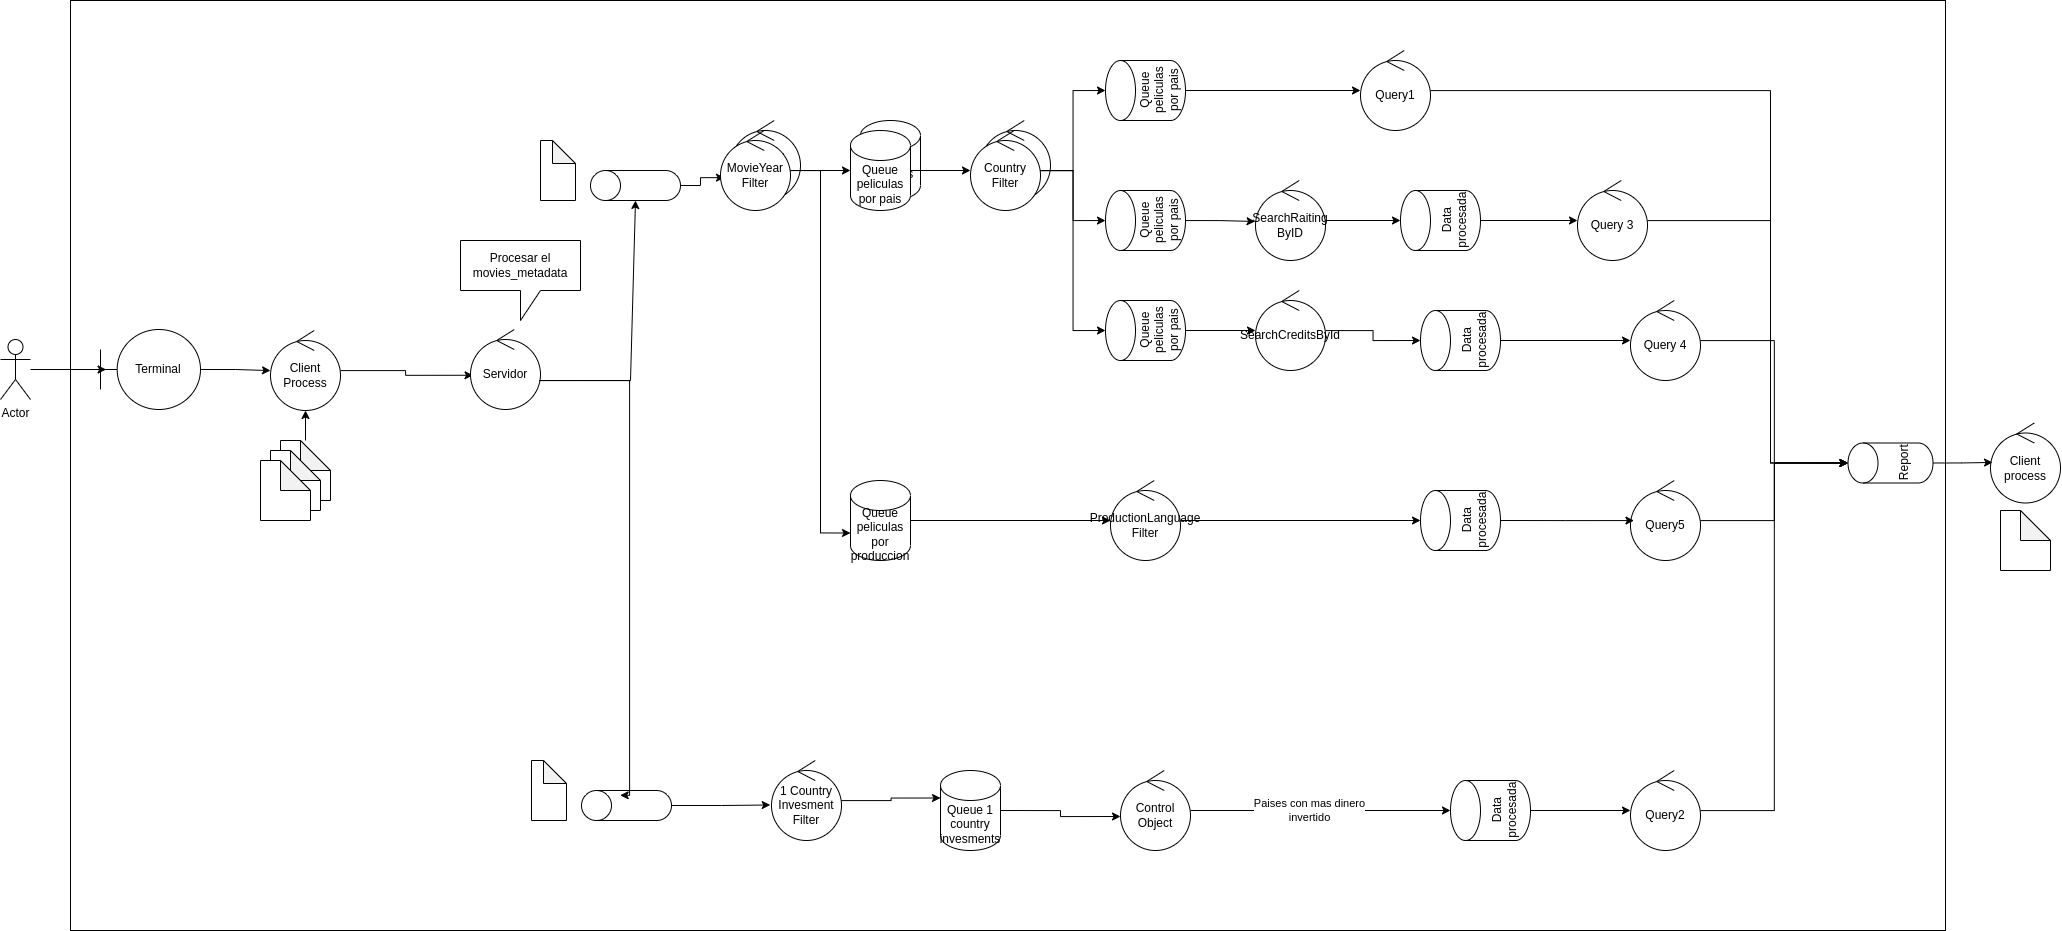 Queue
peliculas
por pais
Query1
MovieYear
Filter
Queue
peliculas
por pais
Country
Filter
Queue
peliculas
por pais
SearchRaiting
ByID
Data
procesada
Query 3
Procesar el
movies_metadata
Queue
peliculas
por pais
SearchCreditsById
Data
procesada
Query 4
Actor
Terminal
Client
Process
Servidor
Report
Client
process
Queue
peliculas
por
produccion
ProductionLanguage
Filter
Data
procesada
Query5
1 Country
Invesment
Filter
Queue 1
country
invesments
Control
Object
Paises con mas dinero
invertido
Data
procesada
Query2